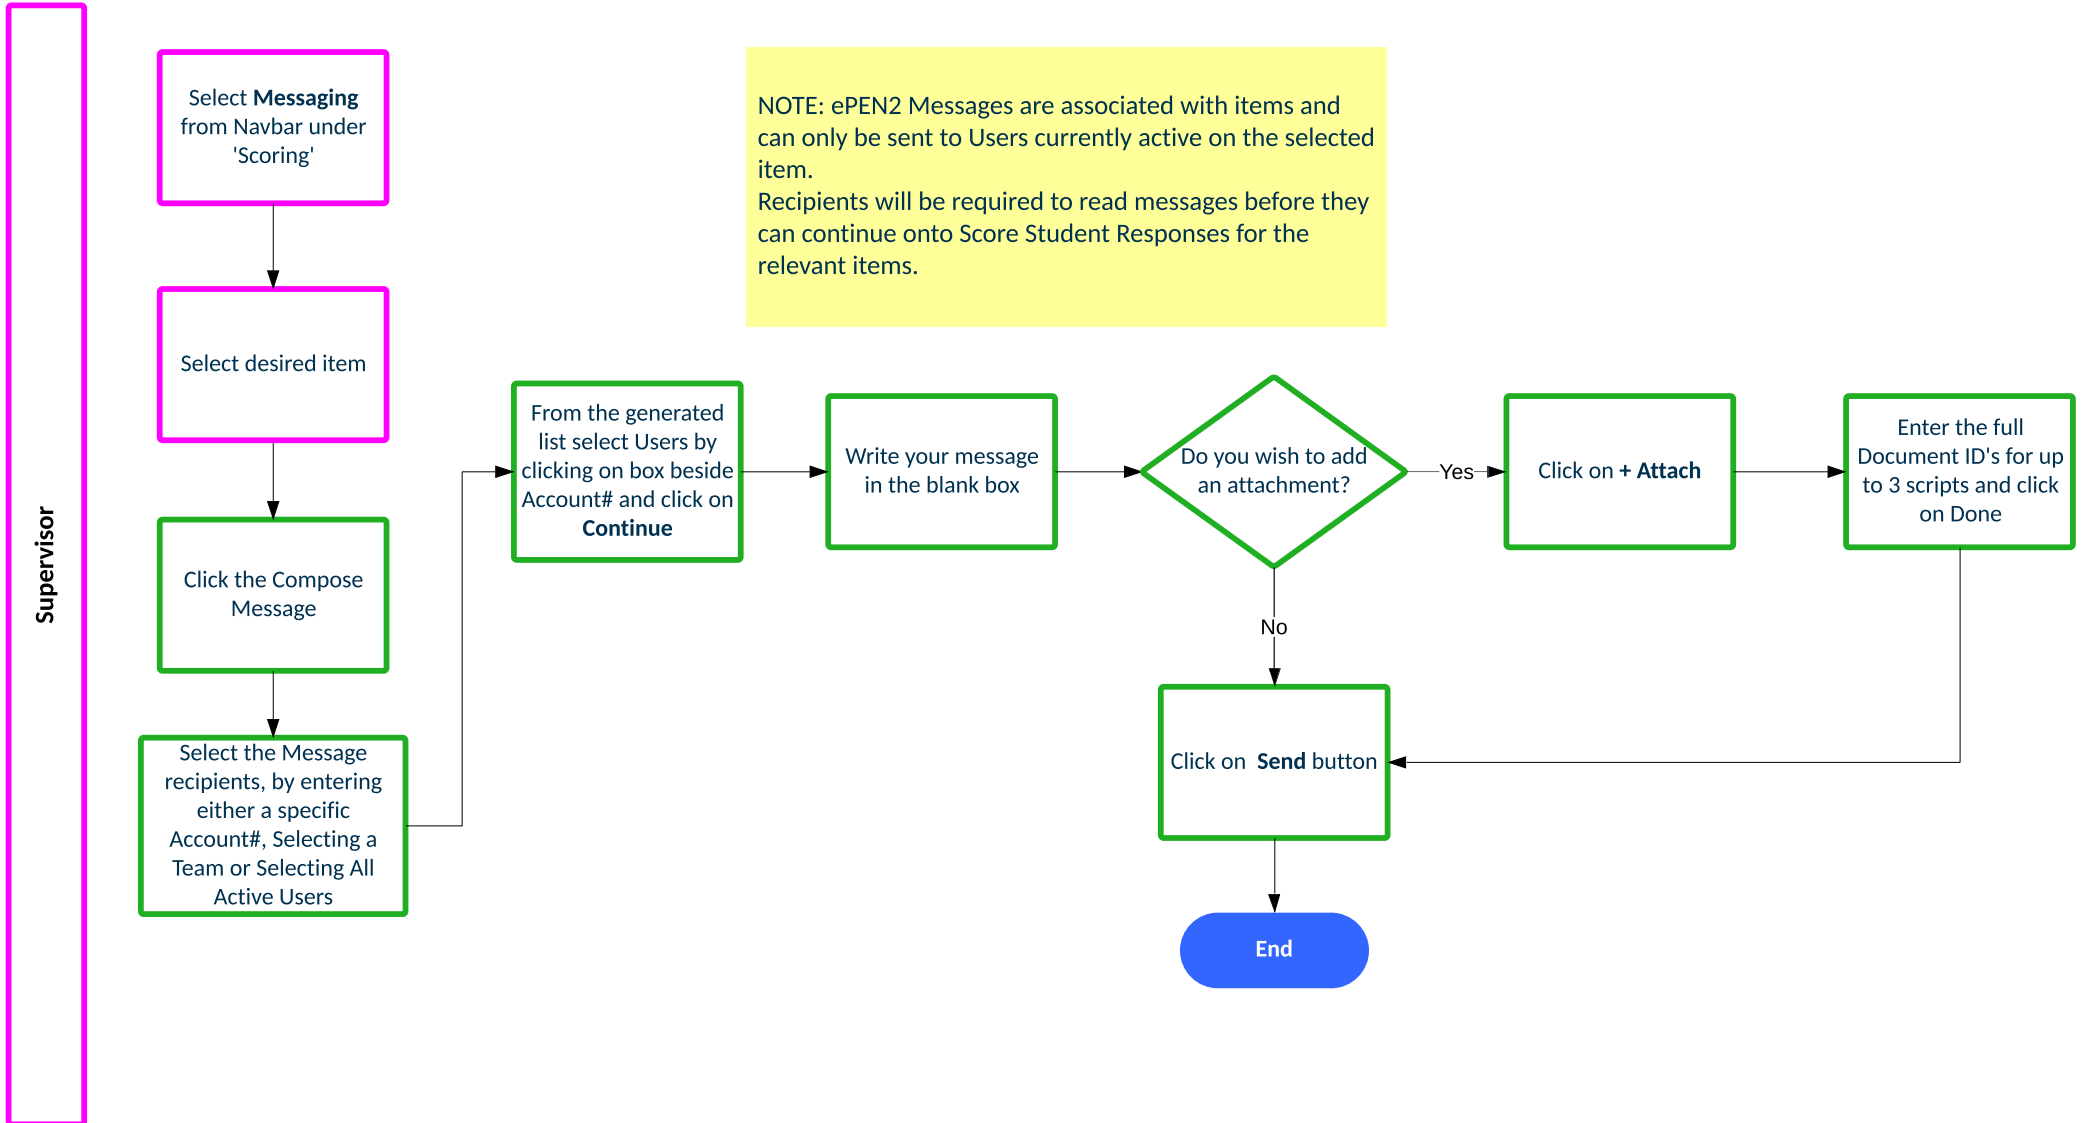 Supervisor
Select Messaging
from Navbar under
'Scoring'
Select desired item
Click the Compose
Message
Select the Message
recipients, by entering
either a specific
Account#, Selecting a
Team or Selecting All
Active Users
NOTE: ePEN2 Messages are associated with items and
can only be sent to Users currently active on the selected
item.
Recipients will be required to read messages before they
can continue onto Score Student Responses for the
relevant items.
From the generated
list select Users by
clicking on box beside
Account# and click on
Continue
Write your message
in the blank box
Do you wish to add
an attachment?
Yes
Click on + Attach
Enter the full
Document ID's for up
to 3 scripts and click
on Done
No
Click on  Send button
End